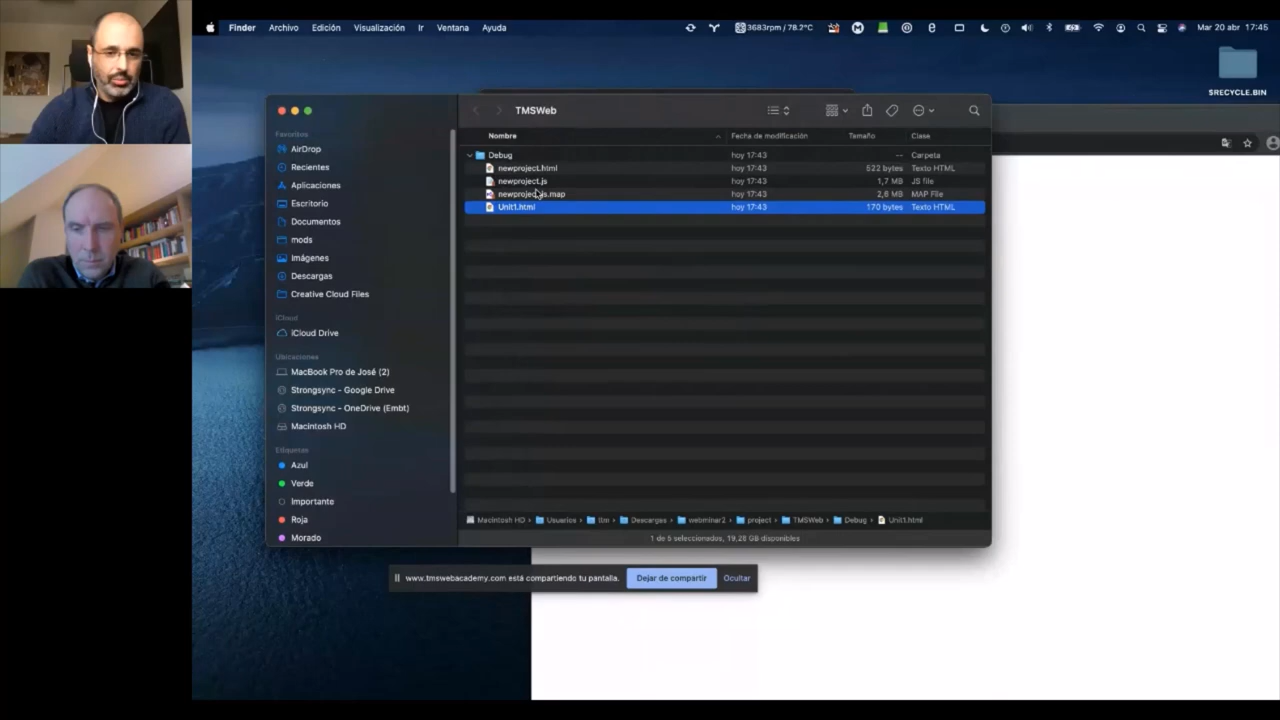 Finder Archivo Edición Visualización Ir Ventana Ayuda
3683rpm / 78.2°C
Mar 20 abr 17:45
$RECYCLE.BIN
TMSWeb
Favoritos
AirDrop
Recientes
Aplicaciones
Escritorio
Documentos
mods
Imágenes
Descargas
Creative Cloud Files
iCloud
iCloud Drive
Ubicaciones
MacBook Pro de José (2)
Strongsync - Google Drive
Strongsync - OneDrive (Embt)
Macintosh HD
Etiquetas
Azul
Verde
Importante
Roja
Morado
Nombre Fecha de modificación Tamaño Clase
Debug hoy 17:43 -- Carpeta
newproject.html hoy 17:43 522 bytes Texto HTML
newproject.js hoy 17:43 1,7 MB JS file
newproject.js.map hoy 17:43 2,6 MB MAP File
Unit1.html hoy 17:43 170 bytes Texto HTML
Macintosh HD › Usuarios › › Descargas › webminar2 › project › TMSWeb › Debug › Unit1.html
1 de 5 seleccionados, 19,28 GB disponibles
www.tmswebacademy.com está compartiendo tu pantalla. Dejar de compartir Ocultar